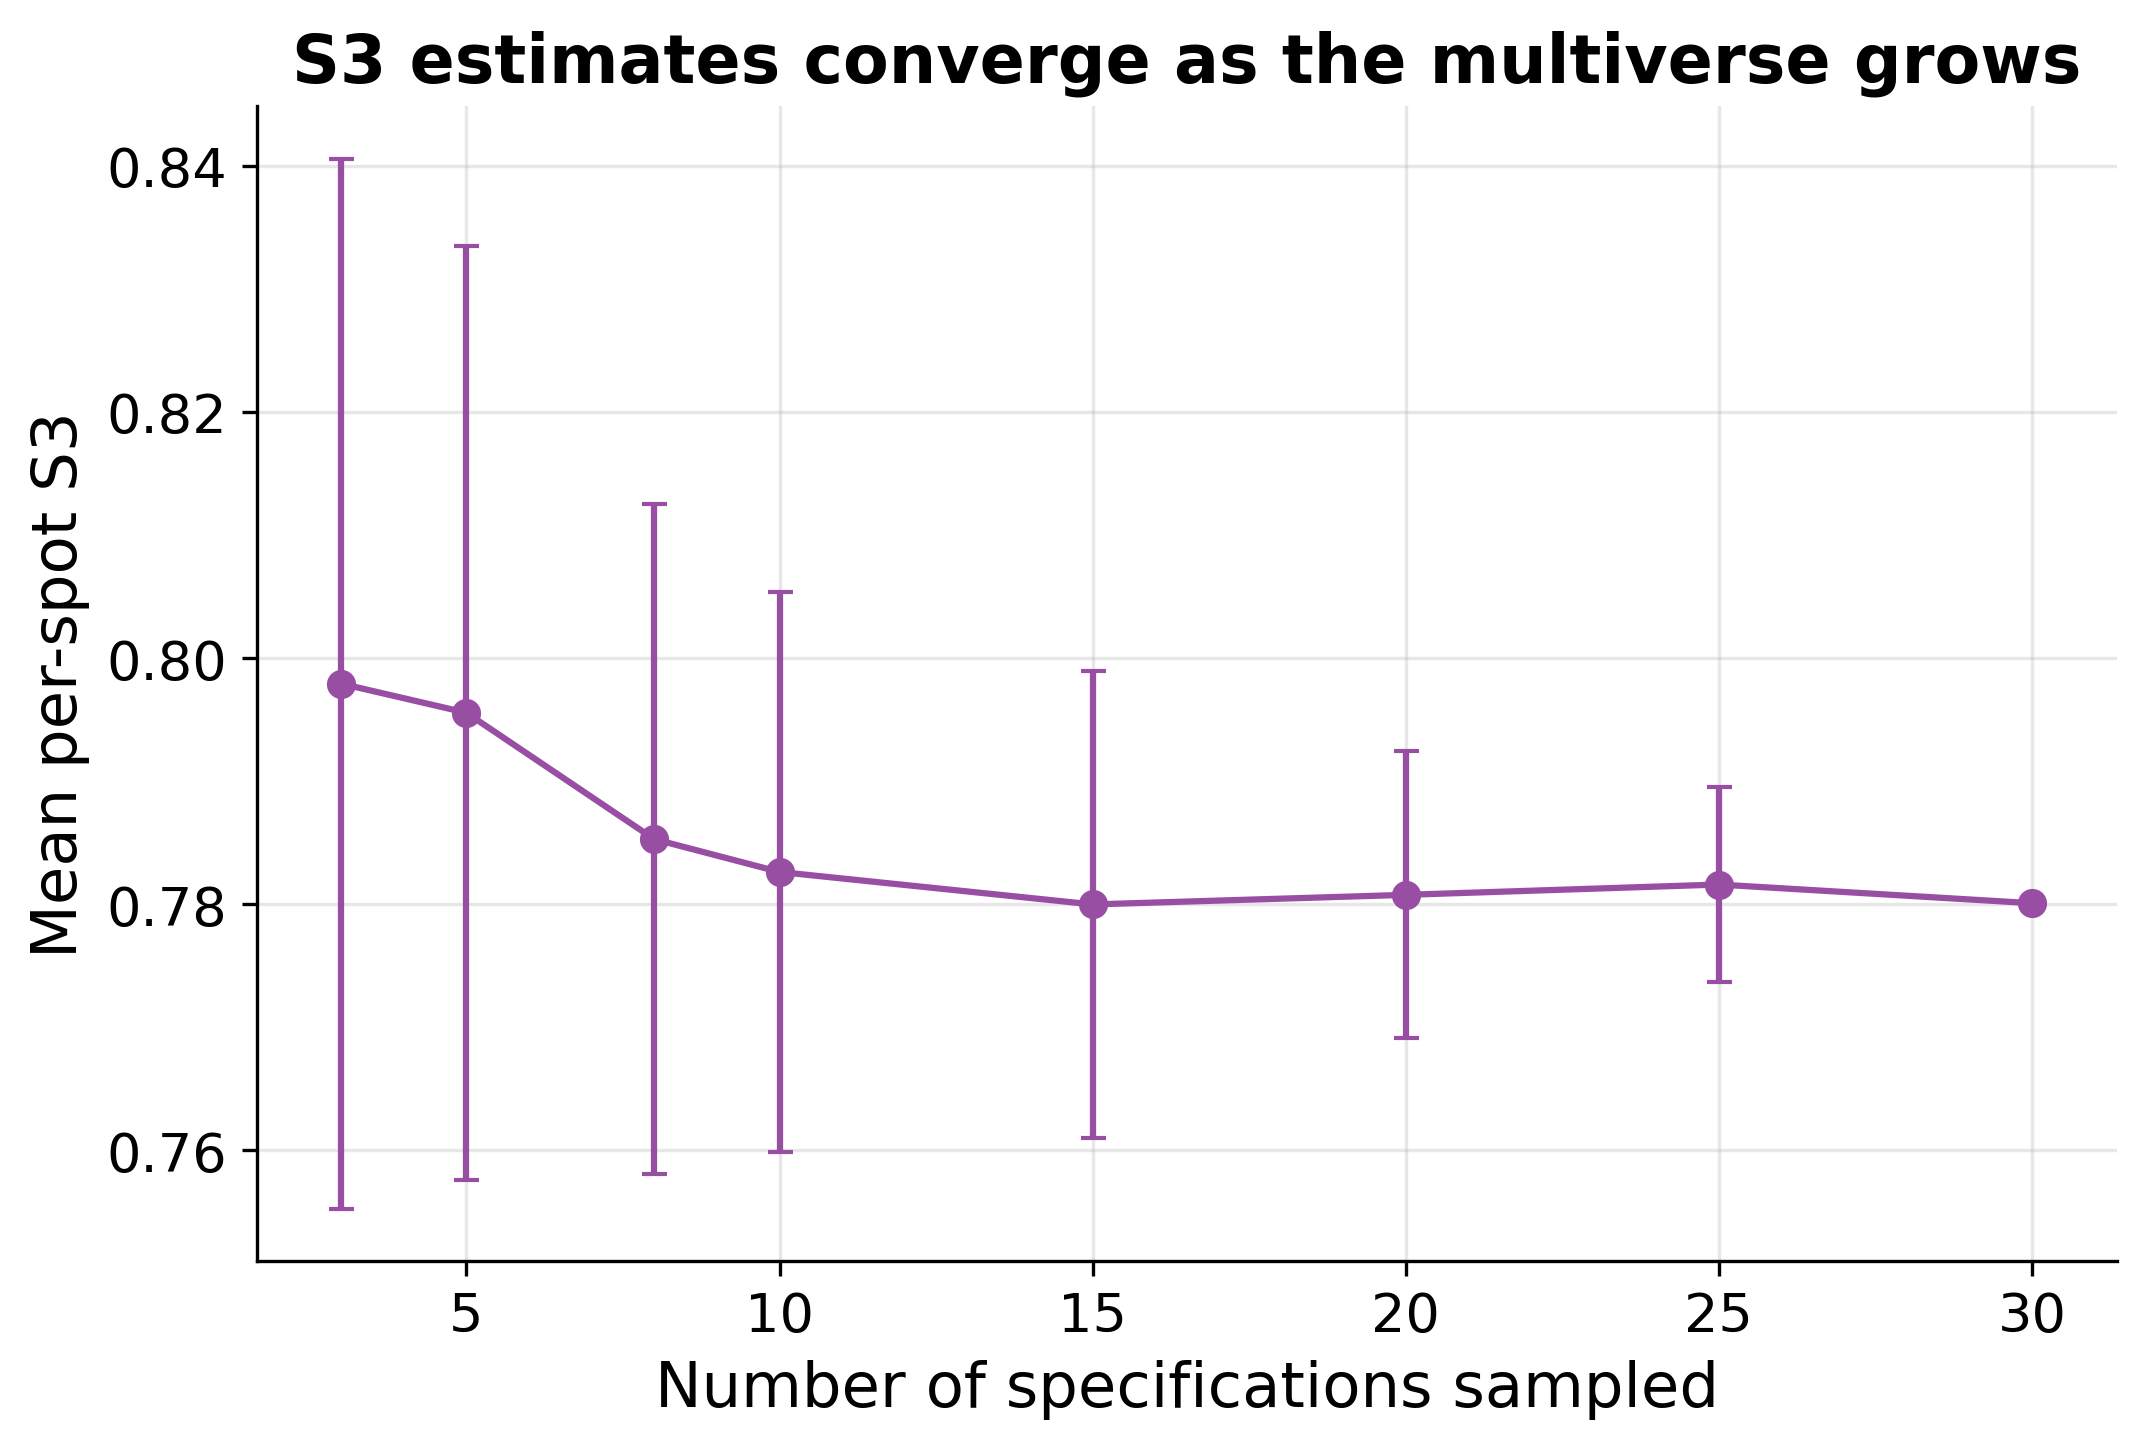 S3 estimates converge as the multiverse grows
0.84
0.82
0.80
0.78
0.76
Mean per-spot S3
5 10 15 20 25 30
Number of specifications sampled